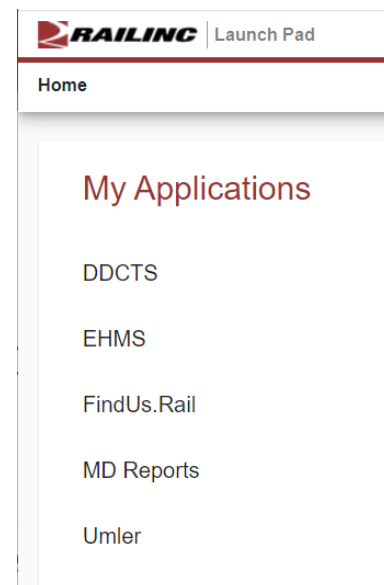 RAILINC Launch Pad
Home
My Applications
DDCTS
EHMS
FindUs.Rail
MD Reports
Umler